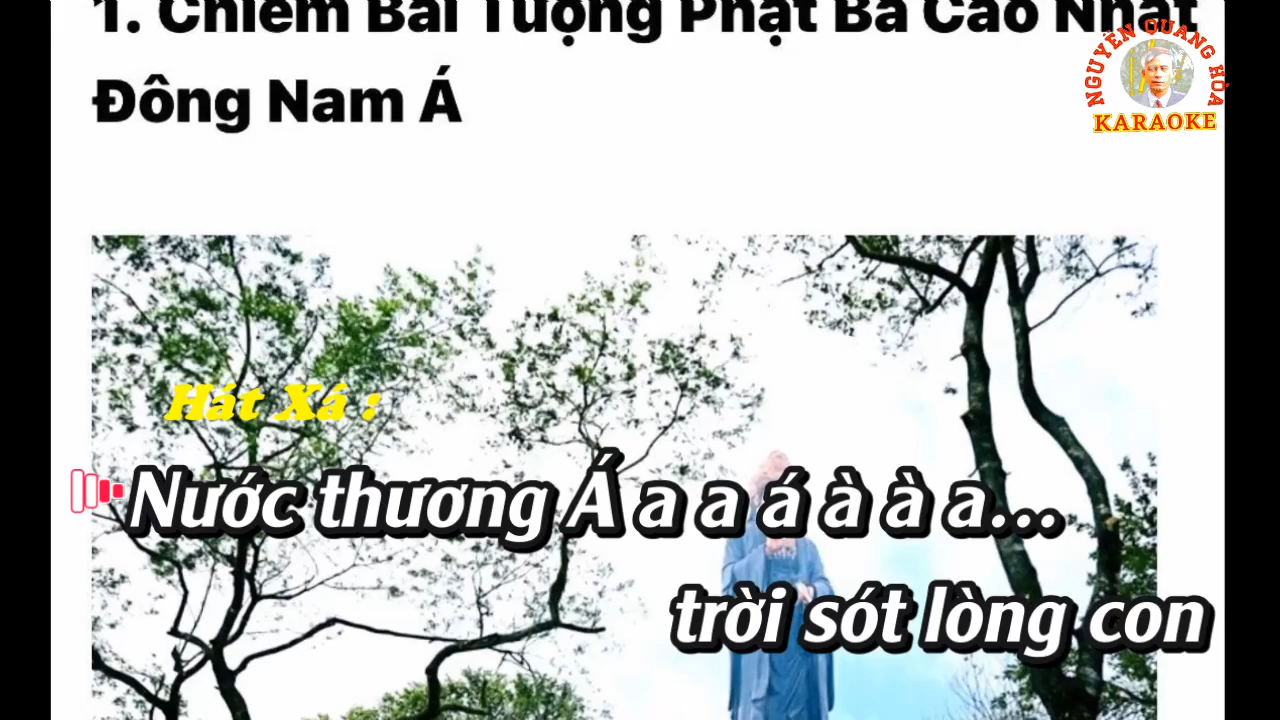 1. Chiêm Bái Tượng Phật Bà Cao Nhất
Đông Nam Á
NGUYỄN QUANG HÒA
KARAOKE
Hát Xá :
Nước thương Á a a á à à a...
trời sót lòng con